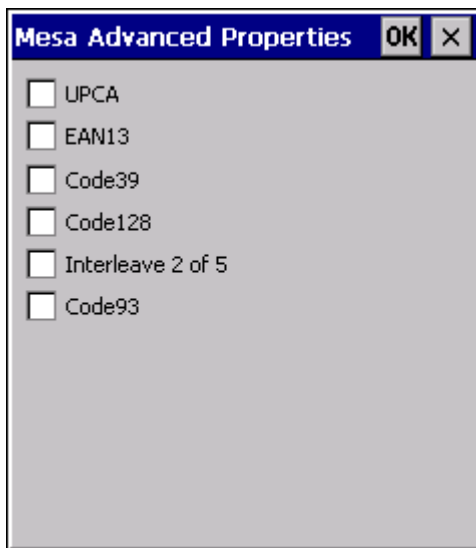 Mesa Advanced Properties OK ×
UPCA
EAN13
Code39
Code128
Interleave 2 of 5
Code93